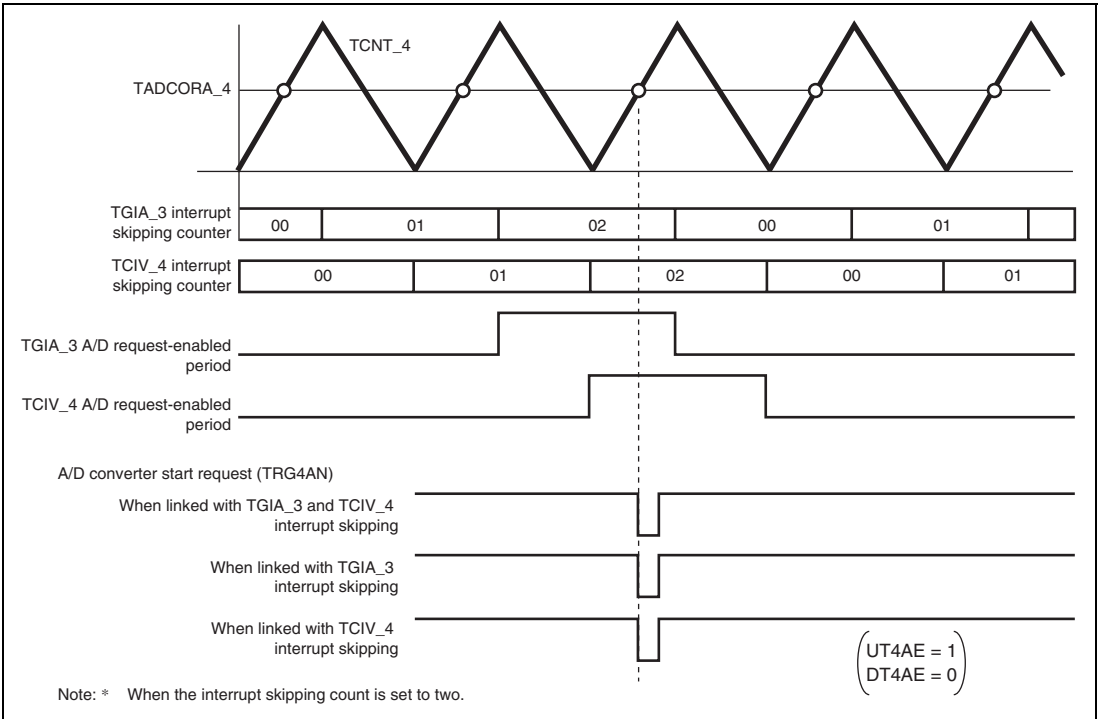 TCNT_4
TADCORA_4
TGIA_3 interrupt
skipping counter
00 01 02 00 01
TCIV_4 interrupt
skipping counter
00 01 02 00 01
TGIA_3 A/D request-enabled
period
TCIV_4 A/D request-enabled
period
A/D converter start request (TRG4AN)
When linked with TGIA_3 and TCIV_4
interrupt skipping
When linked with TGIA_3
interrupt skipping
When linked with TCIV_4
interrupt skipping
UT4AE = 1
DT4AE = 0
Note: * When the interrupt skipping count is set to two.